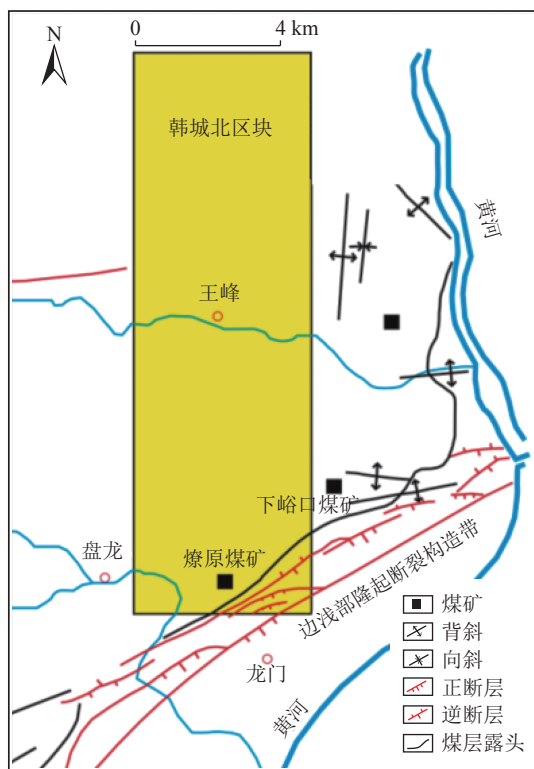 N
0 4 km
韩城北区块
黄河
王峰
下峪口煤矿
盘龙
燎原煤矿
边浅部隆起断裂构造带
龙门
黄河
煤矿
背斜
向斜
正断层
逆断层
煤层露头